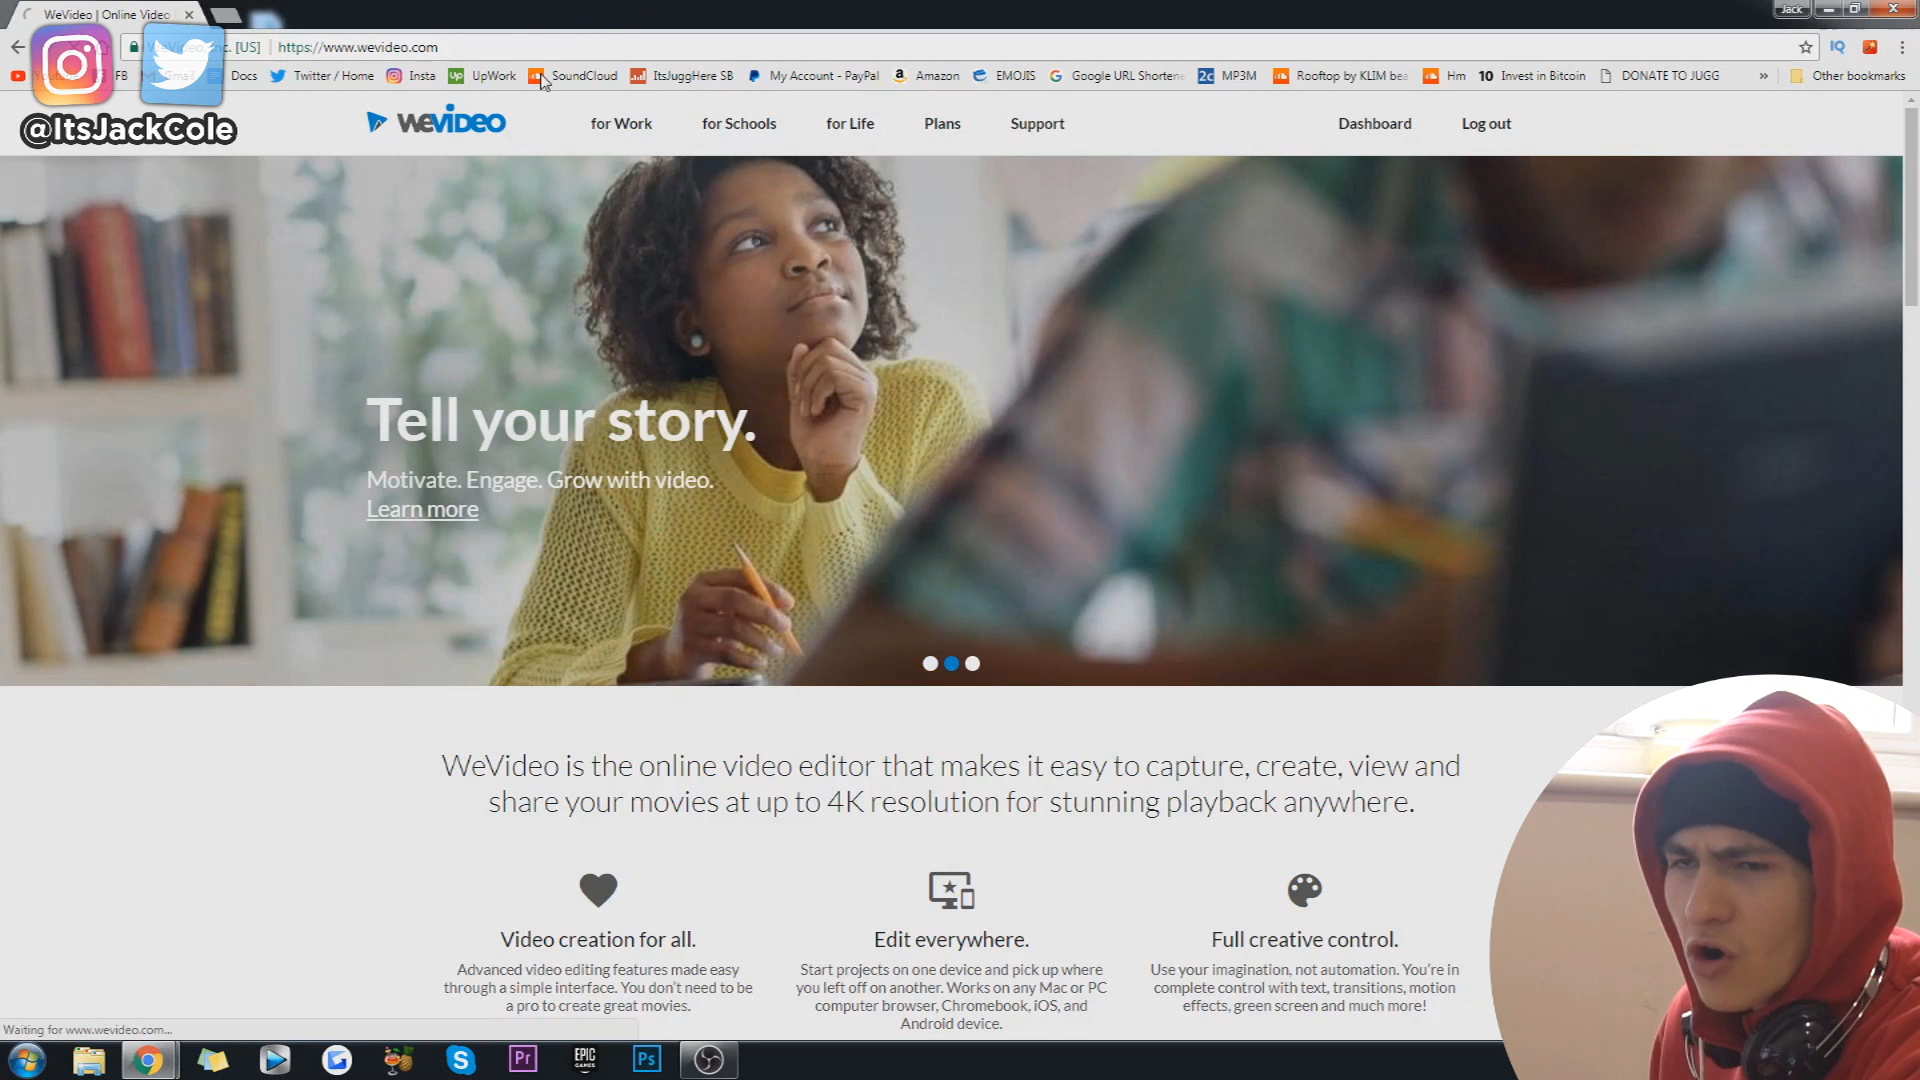 WeVideo | Online Video
Jack
[US] | https://www.wevideo.com
FB
Docs
Twitter / Home
Insta
UpWork
SoundCloud
ItsJuggHere SB
My Account - PayPal
Amazon
EMOJIS
Google URL Shortene
MP3M
Rooftop by KLIM bea
Hm
10 Invest in Bitcoin
DONATE TO JUGG
Other bookmarks
@ItsJackCole
WEVIDEO
for Work
for Schools
for Life
Plans
Support
Dashboard
Log out
Tell your story.
Motivate. Engage. Grow with video.
Learn more
WeVideo is the online video editor that makes it easy to capture, create, view and
share your movies at up to 4K resolution for stunning playback anywhere.
Video creation for all.
Advanced video editing features made easy
through a simple interface. You don't need to be
a pro to create great movies.
Edit everywhere.
Start projects on one device and pick up where
you left off on another. Works on any Mac or PC
computer browser, Chromebook, iOS, and
Android device.
Full creative control.
Use your imagination, not automation. You're in
complete control with text, transitions, motion
effects, green screen and much more!
Waiting for www.wevideo.com...
Pr
EPIC
GAMES
Ps